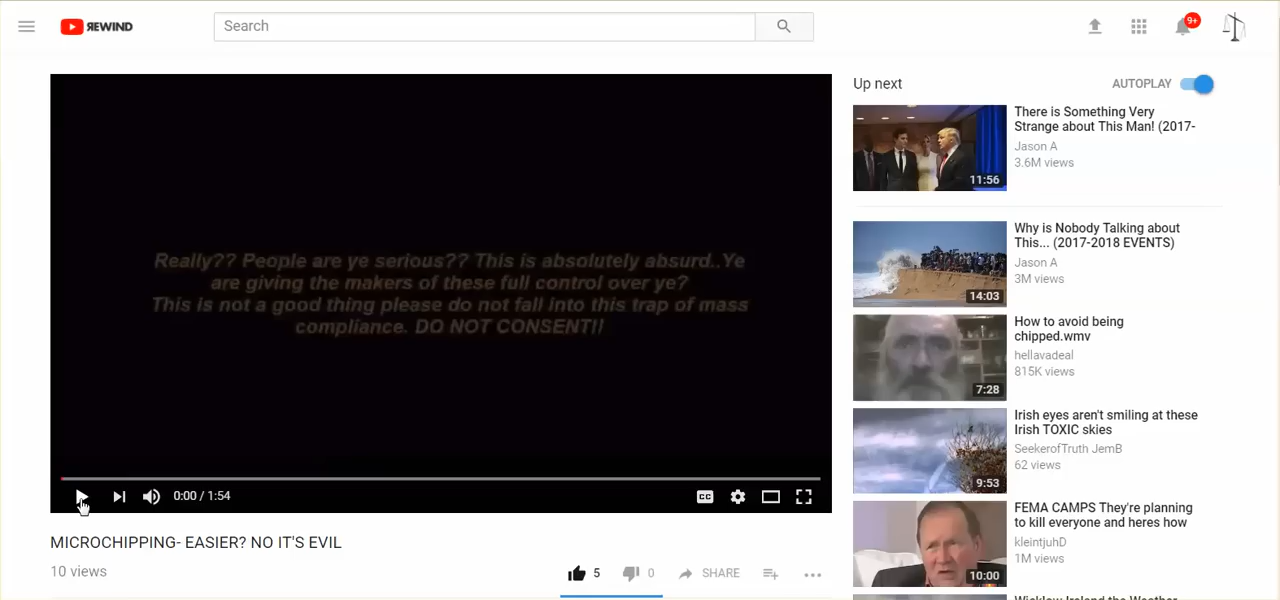 REWIND
Search
9+
Really?? People are ye serious?? This is absolutely absurd..Ye
are giving the makers of these full control over ye?
This is not a good thing please do not fall into this trap of mass
compliance. DO NOT CONSENT!!
CC
0:00 / 1:54
MICROCHIPPING- EASIER? NO IT'S EVIL
10 views
5
0
SHARE
Up next
AUTOPLAY
11:56
There is Something Very
Strange about This Man! (2017-
Jason A
3.6M views
14:03
Why is Nobody Talking about
This... (2017-2018 EVENTS)
Jason A
3M views
7:28
How to avoid being
chipped.wmv
hellavadeal
815K views
9:53
Irish eyes aren't smiling at these
Irish TOXIC skies
SeekerofTruth JemB
62 views
10:00
FEMA CAMPS They're planning
to kill everyone and heres how
kleintjuhD
1M views
Wicklow Ireland the Weather